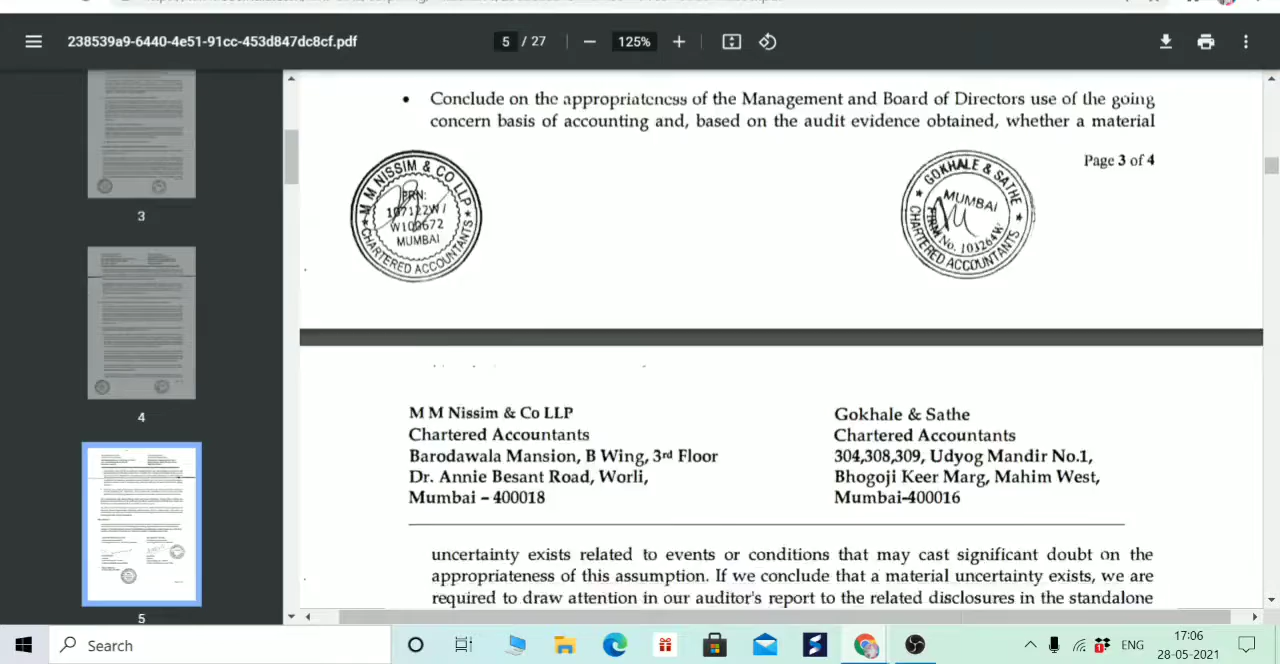 238539a9-6440-4e51-91cc-453d847dc8cf.pdf
5 / 27
125%
3
4
5
• Conclude on the appropriateness of the Management and Board of Directors use of the going
concern basis of accounting and, based on the audit evidence obtained, whether a material
Page 3 of 4
M M NISSIM & CO LLP
FRN:
107122W /
W100672
MUMBAI
CHARTERED ACCOUNTANTS
GOKHALE & SATHE
MUMBAI
FIRM No. 103264W
CHARTERED ACCOUNTANTS
M M Nissim & Co LLP
Chartered Accountants
Barodawala Mansion, B Wing, 3rd Floor
Dr. Annie Besant Road, Worli,
Mumbai – 400018
Gokhale & Sathe
Chartered Accountants
304,308,309, Udyog Mandir No.1,
Bhogoji Keer Marg, Mahim West,
Mumbai-400016
uncertainty exists related to events or conditions that may cast significant doubt on the
appropriateness of this assumption. If we conclude that a material uncertainty exists, we are
required to draw attention in our auditor's report to the related disclosures in the standalone
Search
ENG
17:06
28-05-2021